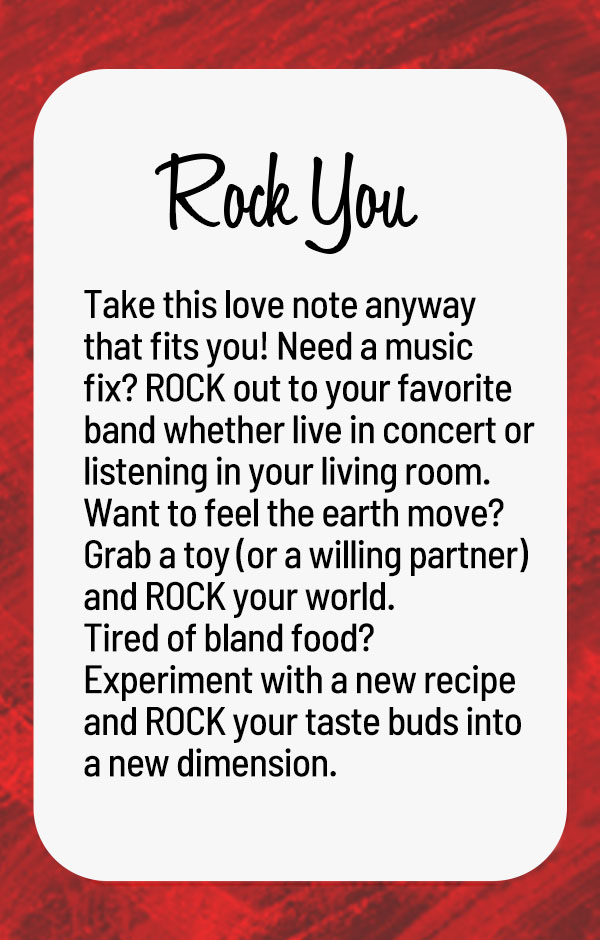 Rock You
Take this love note anyway
that fits you! Need a music
fix? ROCK out to your favorite
band whether live in concert or
listening in your living room.
Want to feel the earth move?
Grab a toy (or a willing partner)
and ROCK your world.
Tired of bland food?
Experiment with a new recipe
and ROCK your taste buds into
a new dimension.